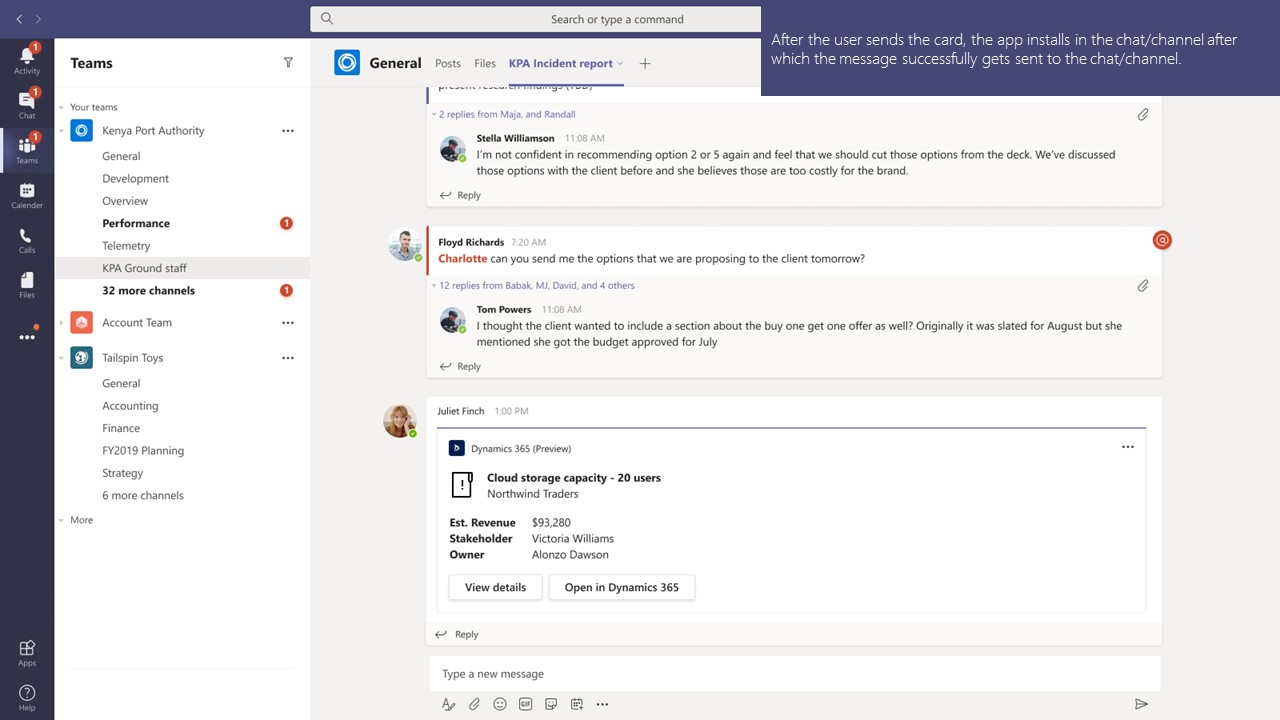 Search or type a command
After the user sends the card, the app installs in the chat/channel after
which the message successfully gets sent to the chat/channel.
1
Activity
1
Chat
1
Teams
Calender
Calls
Files
Apps
Help
Teams
Your teams
Kenya Port Authority
General
Development
Overview
Performance 1
Telemetry
KPA Ground staff
32 more channels 1
Account Team
Tailspin Toys
General
Accounting
Finance
FY2019 Planning
Strategy
6 more channels
More
General Posts Files KPA Incident report
present research findings (TBD)
2 replies from Maja, and Randall
Stella Williamson 11:08 AM
I’m not confident in recommending option 2 or 5 again and feel that we should cut those options from the deck. We’ve discussed
those options with the client before and she believes those are too costly for the brand.
Reply
Floyd Richards 7:20 AM
Charlotte can you send me the options that we are proposing to the client tomorrow?
12 replies from Babak, MJ, David, and 4 others
Tom Powers 11:08 AM
I thought the client wanted to include a section about the buy one get one offer as well? Originally it was slated for August but she
mentioned she got the budget approved for July
Reply
Juliet Finch 1:00 PM
Dynamics 365 (Preview)
Cloud storage capacity - 20 users
Northwind Traders
Est. Revenue $93,280
Stakeholder Victoria Williams
Owner Alonzo Dawson
View details Open in Dynamics 365
Reply
Type a new message
GIF